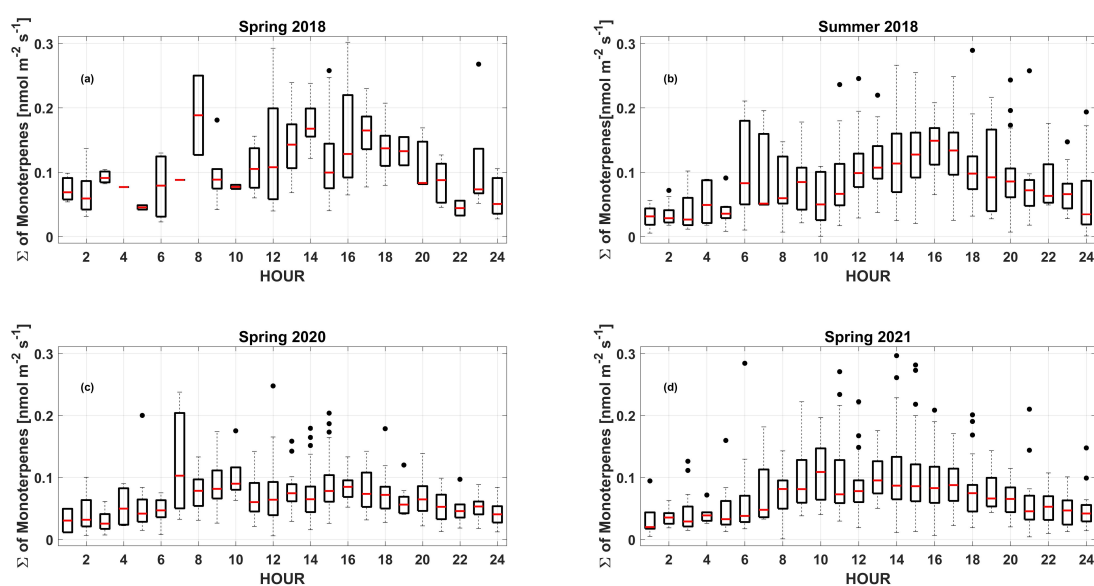 Spring 2018
Σ of Monoterpenes [nmol m-2 s-1]
0.3
0.2
0.1
0
(a)
2 4 6 8 10 12 14 16 18 20 22 24
HOUR
Summer 2018
Σ of Monoterpenes[nmol m-2 s-1]
0.3
0.2
0.1
0
(b)
2 4 6 8 10 12 14 16 18 20 22 24
HOUR
Spring 2020
Σ of Monoterpenes [nmol m-2 s-1]
0.3
0.2
0.1
0
(c)
2 4 6 8 10 12 14 16 18 20 22 24
HOUR
Spring 2021
Σ of Monoterpenes [nmol m-2 s-1]
0.3
0.2
0.1
0
(d)
2 4 6 8 10 12 14 16 18 20 22 24
HOUR